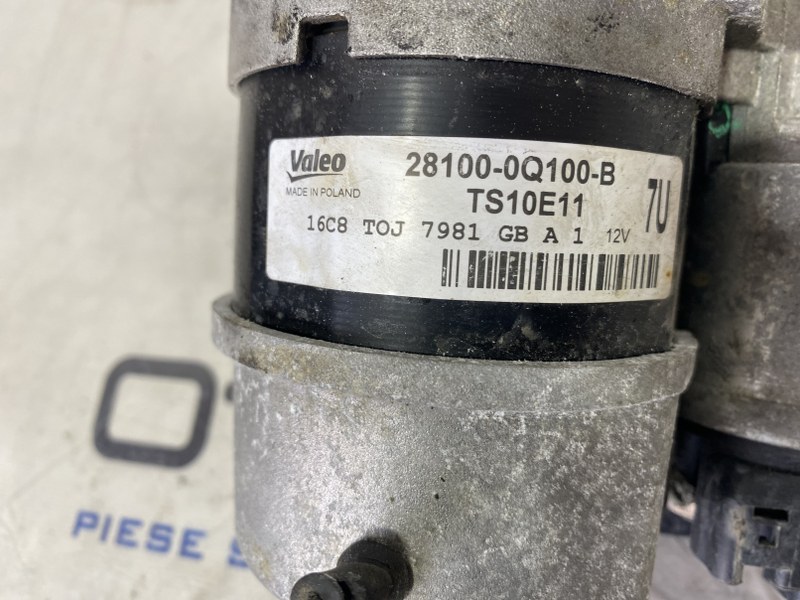 Valeo
MADE IN POLAND
28100-0Q100-B
TS10E11
7U
16C8 TOJ 7981 GB A 1 12V
PIESE